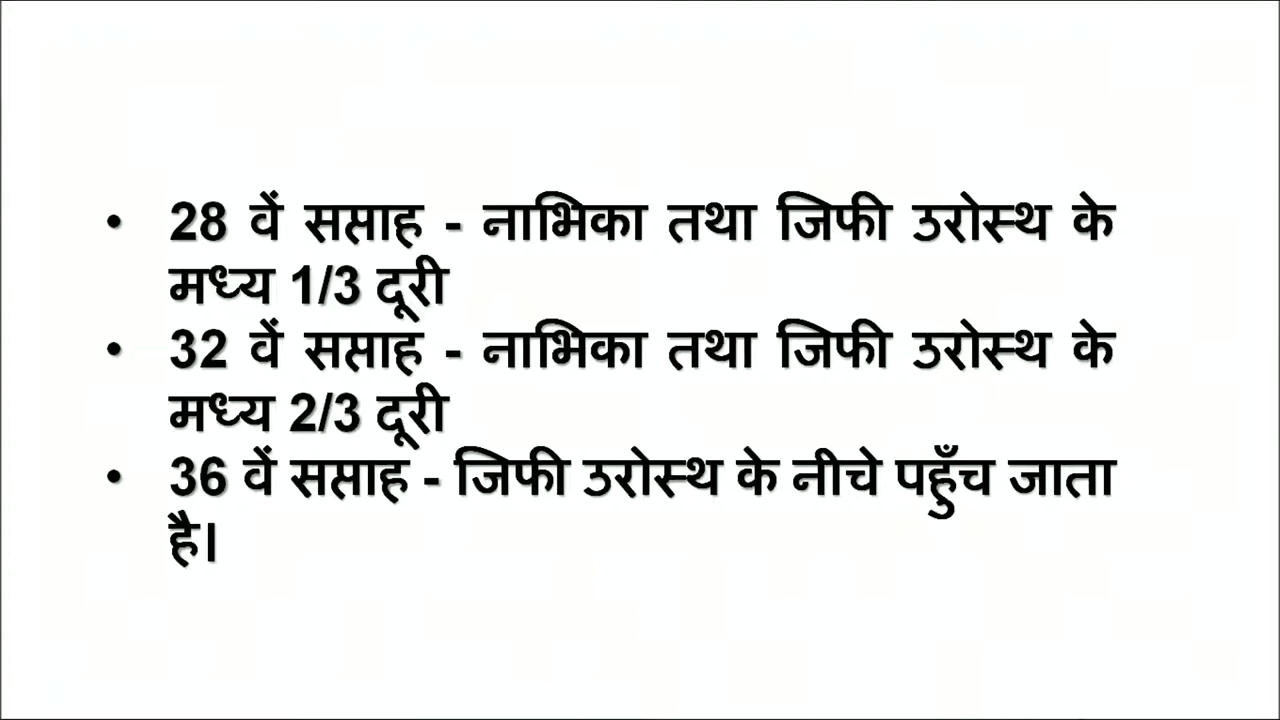 • 28 वें सप्ताह - नाभिका तथा जिफी उरोस्थ के
मध्य 1/3 दूरी
• 32 वें सप्ताह - नाभिका तथा जिफी उरोस्थ के
मध्य 2/3 दूरी
• 36 वें सप्ताह - जिफी उरोस्थ के नीचे पहुँच जाता
है।